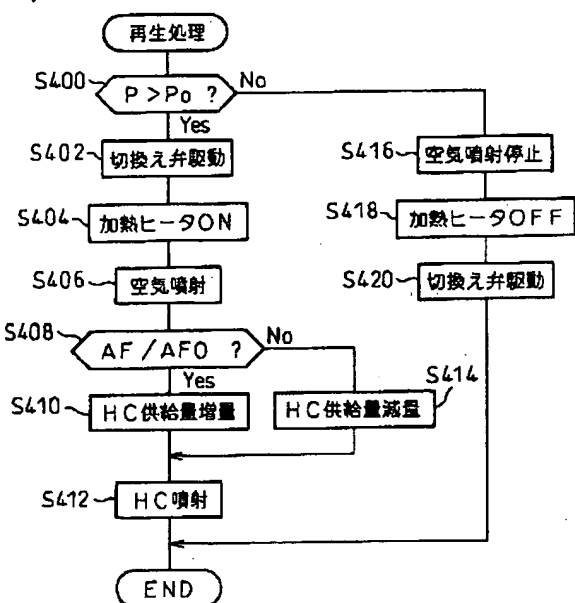 再生処理
S400
P>Po ?
No
Yes
S402
切換え弁駆動
S404
加熱ヒータON
S406
空気噴射
S408
AF/AFO ?
No
Yes
S410
HC供給量増量
S414
HC供給量減量
S412
HC噴射
S416
空気噴射停止
S418
加熱ヒータOFF
S420
切換え弁駆動
END